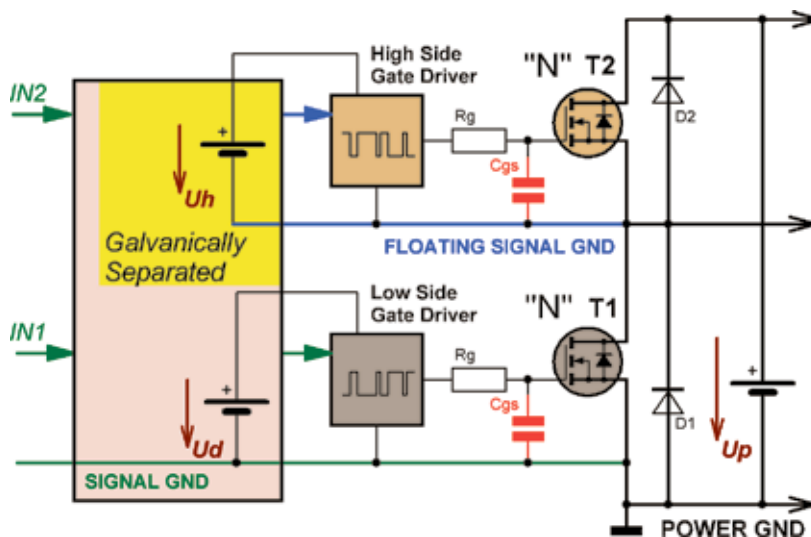 High Side
Gate Driver
"N" T2
IN2
+
Rg
D2
Cgs
Uh
Galvanically
Separated
FLOATING SIGNAL GND
Low Side
Gate Driver
"N" T1
IN1
Rg
+
+
Cgs
D1
Ud
Up
SIGNAL GND
POWER GND